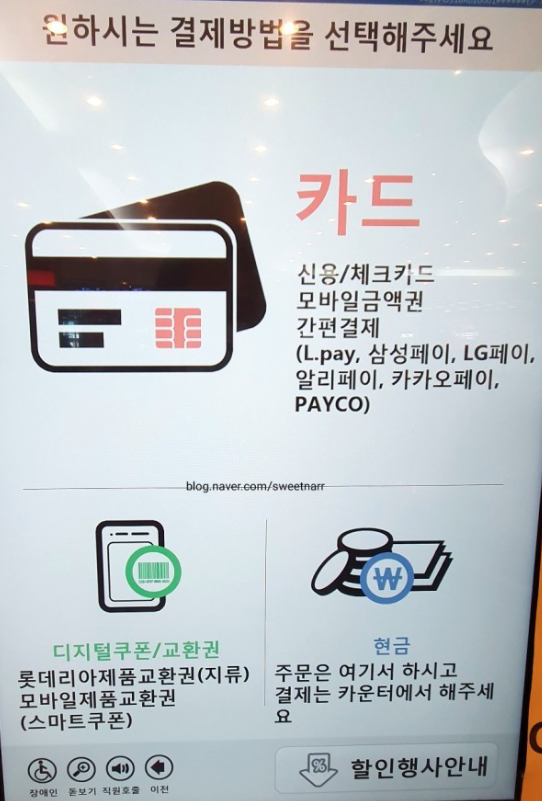 원하시는 결제방법을 선택해주세요
카드
신용/체크카드
모바일금액권
간편결제
(L.pay, 삼성페이, LG페이,
알리페이, 카카오페이,
PAYCO)
blog.naver.com/sweetnarr
디지털쿠폰/교환권
롯데리아제품교환권(지류)
모바일제품교환권
(스마트쿠폰)
현금
₩
주문은 여기서 하시고
결제는 카운터에서 해주세
요
장애인 돋보기 직원호출 이전
% 할인행사안내